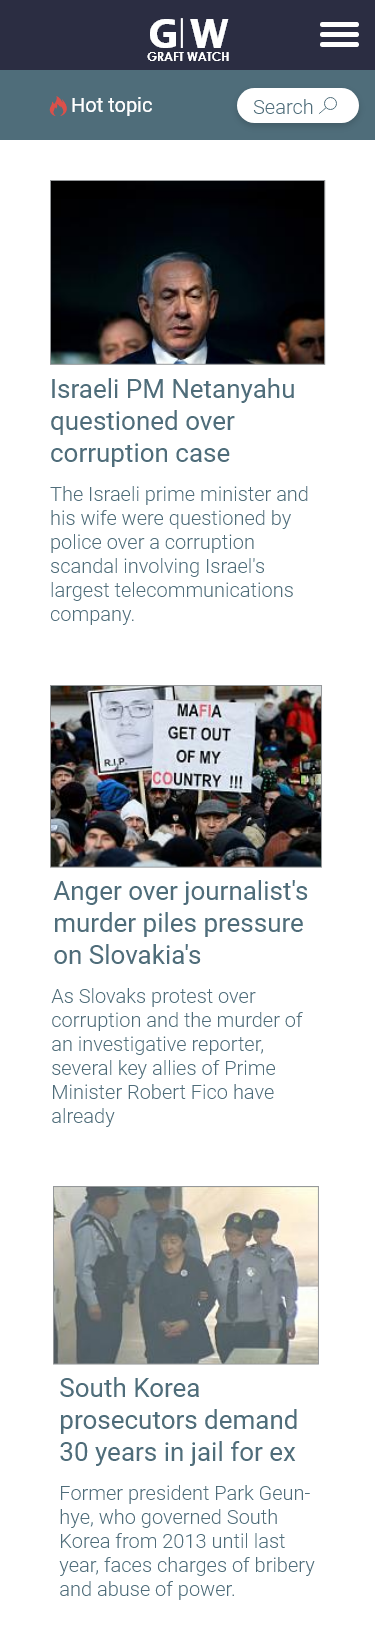 G|W
GRAFT WATCH
Hot topic
Search
Israeli PM Netanyahu
questioned over
corruption case
The Israeli prime minister and
his wife were questioned by
police over a corruption
scandal involving Israel's
largest telecommunications
company.
R.I.P.
MAFIA
GET OUT
OF MY
COUNTRY !!!
Anger over journalist's
murder piles pressure
on Slovakia's
As Slovaks protest over
corruption and the murder of
an investigative reporter,
several key allies of Prime
Minister Robert Fico have
already
South Korea
prosecutors demand
30 years in jail for ex
Former president Park Geun-
hye, who governed South
Korea from 2013 until last
year, faces charges of bribery
and abuse of power.